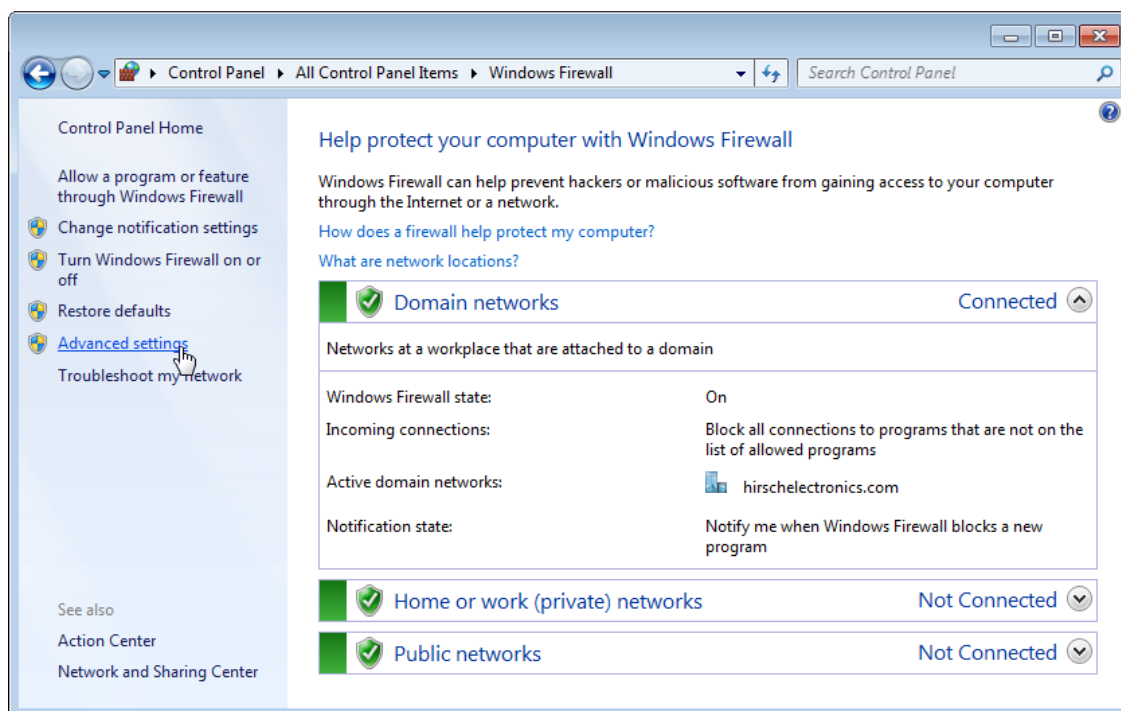 Control Panel All Control Panel Items Windows Firewall Search Control Panel
Control Panel Home
Allow a program or feature
through Windows Firewall
Change notification settings
Turn Windows Firewall on or
off
Restore defaults
Advanced settings
Troubleshoot my network
See also
Action Center
Network and Sharing Center
Help protect your computer with Windows Firewall
Windows Firewall can help prevent hackers or malicious software from gaining access to your computer
through the Internet or a network.
How does a firewall help protect my computer?
What are network locations?
Domain networks Connected
Networks at a workplace that are attached to a domain
Windows Firewall state: On
Incoming connections: Block all connections to programs that are not on the
list of allowed programs
Active domain networks: hirschelectronics.com
Notification state: Notify me when Windows Firewall blocks a new
program
Home or work (private) networks Not Connected
Public networks Not Connected